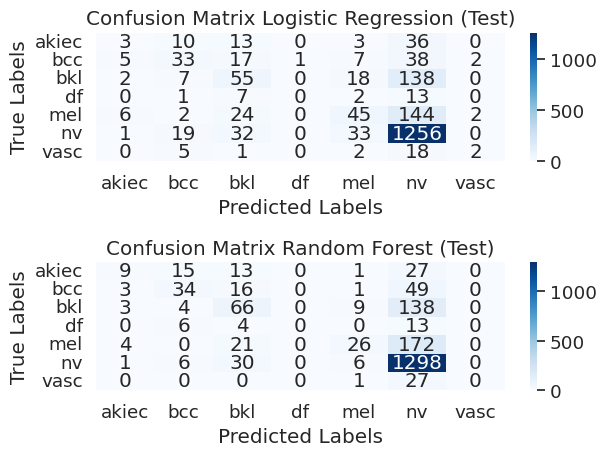 Confusion Matrix Logistic Regression (Test)
True Labels
akiec 3 10 13 0 3 36 0
bcc 5 33 17 1 7 38 2
bkl 2 7 55 0 18 138 0
df 0 1 7 0 2 13 0
mel 6 2 24 0 45 144 2
nv 1 19 32 0 33 1256 0
vasc 0 5 1 0 2 18 2
akiec bcc bkl df mel nv vasc
Predicted Labels
1000
500
0
Confusion Matrix Random Forest (Test)
True Labels
akiec 9 15 13 0 1 27 0
bcc 3 34 16 0 1 49 0
bkl 3 4 66 0 9 138 0
df 0 6 4 0 0 13 0
mel 4 0 21 0 26 172 0
nv 1 6 30 0 6 1298 0
vasc 0 0 0 0 1 27 0
akiec bcc bkl df mel nv vasc
Predicted Labels
1000
500
0